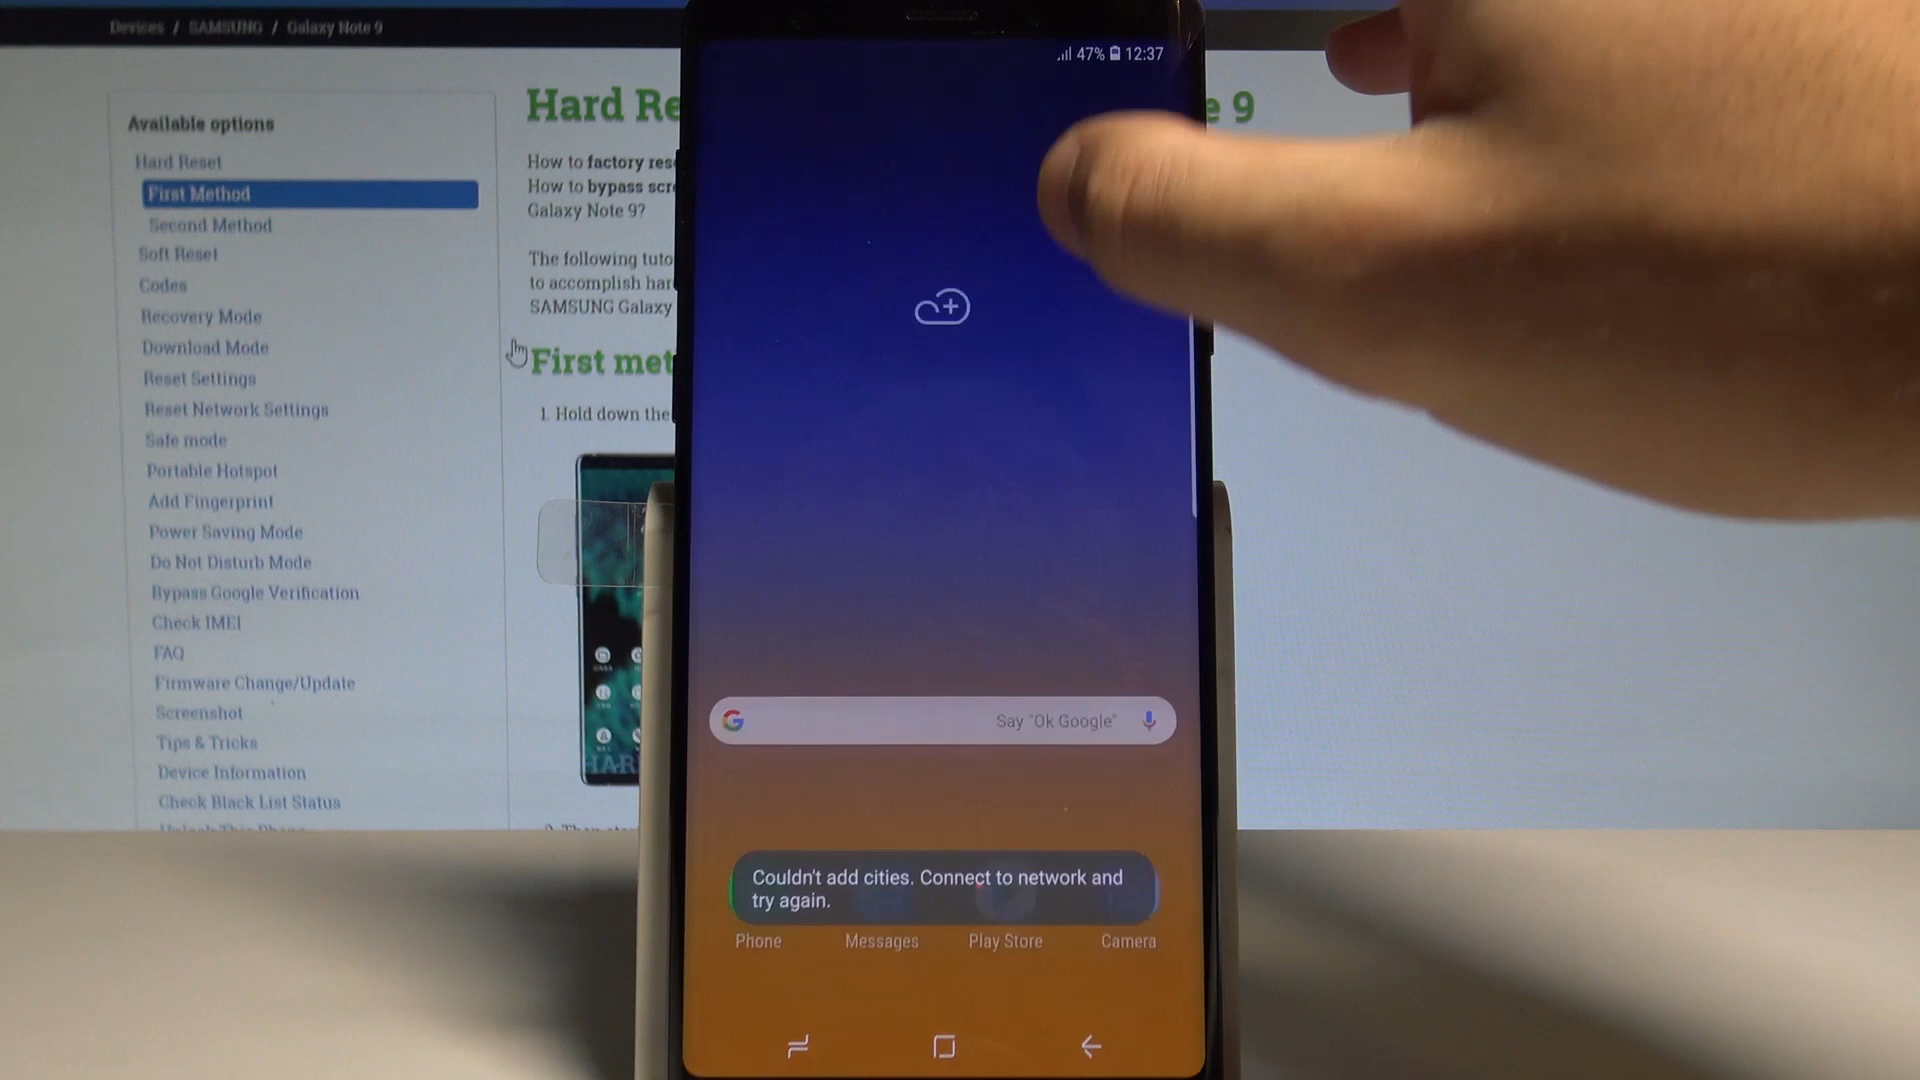 Devices / SAMSUNG / Galaxy Note 9
Available options
Hard Reset
First Method
Second Method
Soft Reset
Codes
Recovery Mode
Download Mode
Reset Settings
Reset Network Settings
Safe mode
Portable Hotspot
Add Fingerprint
Power Saving Mode
Do Not Disturb Mode
Bypass Google Verification
Check IMEI
FAQ
Firmware Change/Update
Screenshot
Tips & Tricks
Device Information
Check Black List Status
Hard Re
e 9
How to factory res
How to bypass scr
Galaxy Note 9?
The following tuto
to accomplish har
SAMSUNG Galaxy
First met
1. Hold down the
HAR
47% 12:37
Say "Ok Google"
Couldn't add cities. Connect to network and
try again.
Phone Messages Play Store Camera